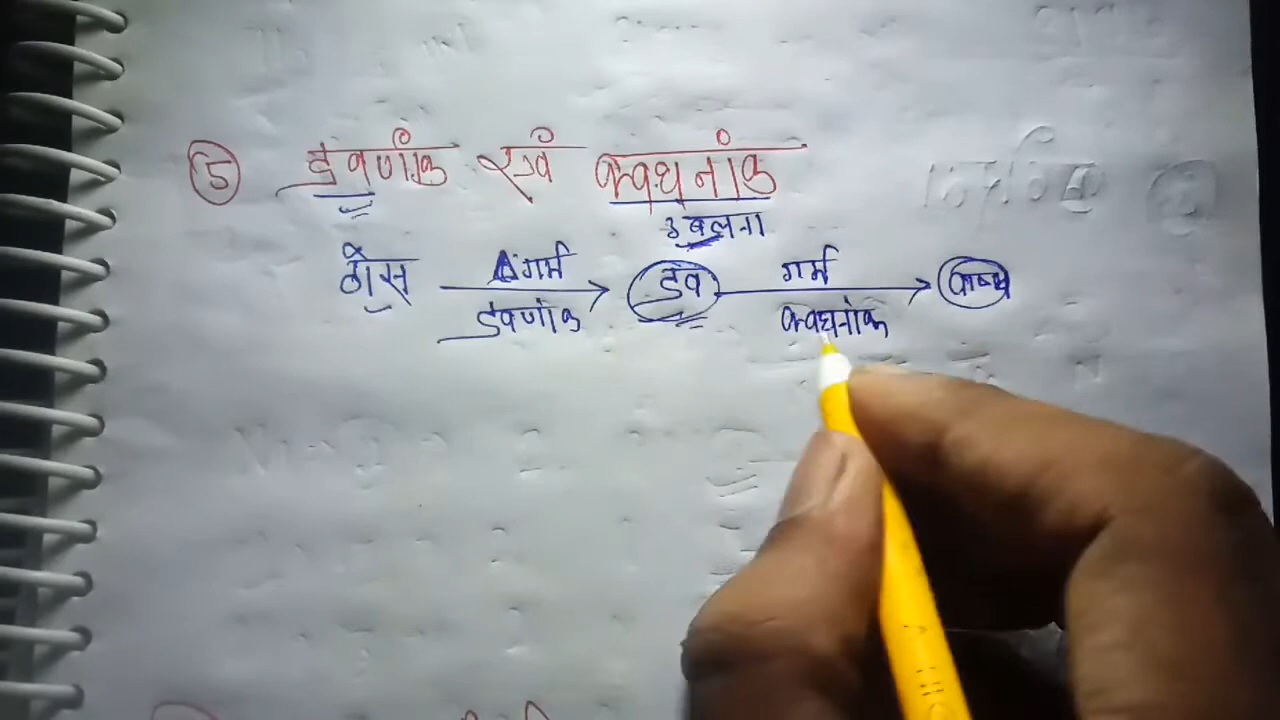 ⑤ द्रवणांक एवं क्वथनांक
उबलना
ठोस △गर्म द्रव गर्म वाष्प
द्रवणांक क्वथनांक